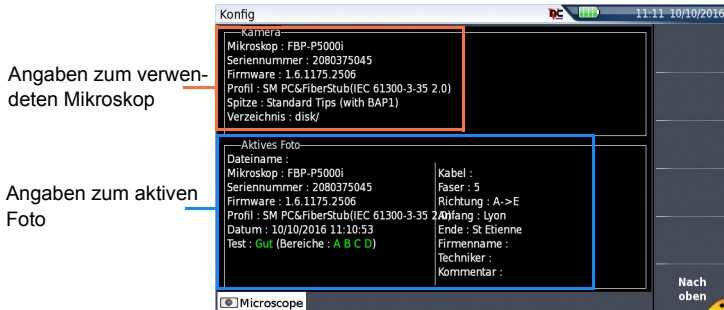 Konfig
DC
11:11 10/10/2016
Angaben zum verwen-
deten Mikroskop
Kamera
Mikroskop : FBP-P5000i
Seriennummer : 2080375045
Firmware : 1.6.1175.2506
Profil : SM PC&FiberStub(IEC 61300-3-35 2.0)
Spitze : Standard Tips (with BAP1)
Verzeichnis : disk/
Angaben zum aktiven
Foto
Aktives Foto
Dateiname :
Mikroskop : FBP-P5000i
Seriennummer : 2080375045
Firmware : 1.6.1175.2506
Profil : SM PC&FiberStub(IEC 61300-3-35 2.0)
Datum : 10/10/2016 11:10:53
Test : Gut (Bereiche : A B C D)
Kabel :
Faser : 5
Richtung : A->E
Anfang : Lyon
Ende : St Etienne
Firmenname :
Techniker :
Kommentar :
Nach
oben
Microscope